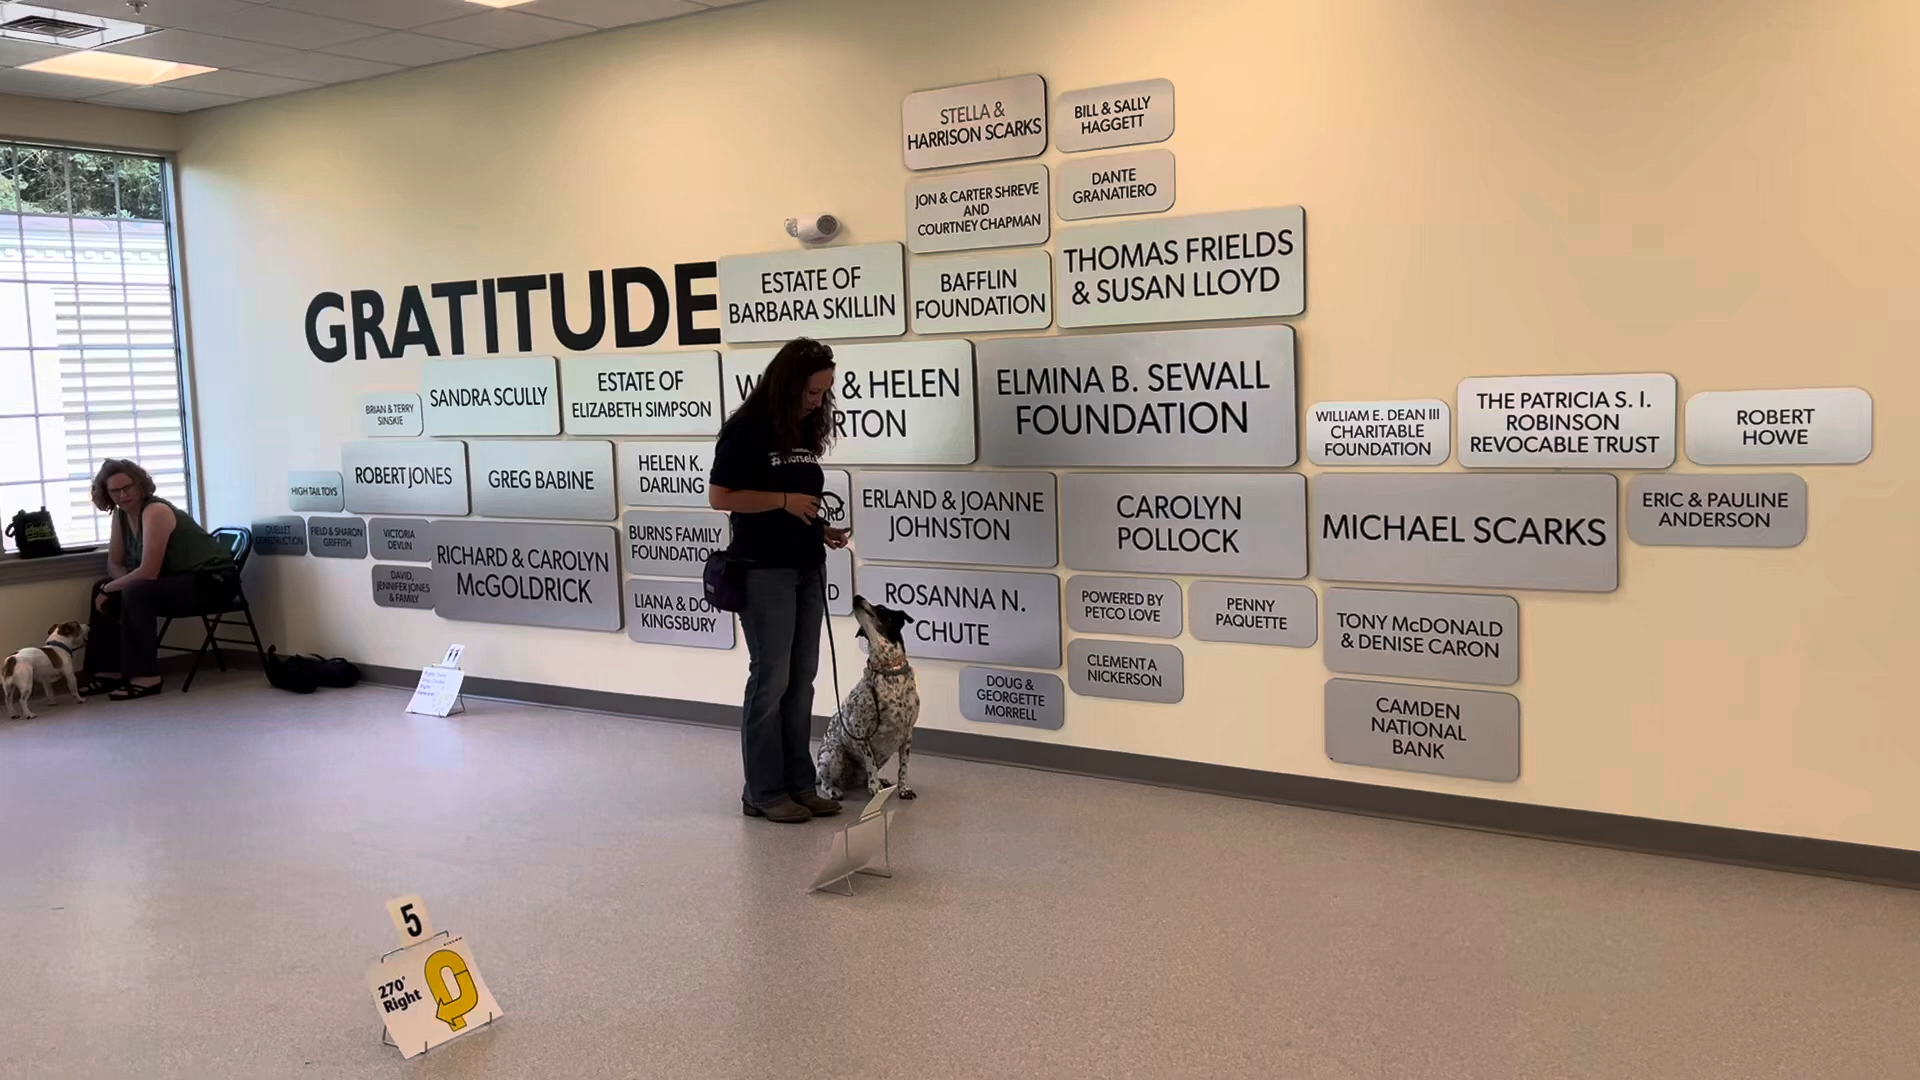 STELLA &
HARRISON SCARKS
BILL & SALLY
HAGGETT
JON & CARTER SHREVE
AND
COURTNEY CHAPMAN
DANTE
GRANATIERO
GRATITUDE
ESTATE OF
BARBARA SKILLIN
BAFFLIN
FOUNDATION
THOMAS FRIELDS
& SUSAN LLOYD
BRIAN & TERRY
SINSKIE
SANDRA SCULLY
ESTATE OF
ELIZABETH SIMPSON
& HELEN
ELMINA B. SEWALL
FOUNDATION
WILLIAM E. DEAN III
CHARITABLE
FOUNDATION
THE PATRICIA S. I.
ROBINSON
REVOCABLE TRUST
ROBERT
HOWE
HIGH TAIL TOYS
ROBERT JONES
GREG BABINE
HELEN K.
DARLING
ERLAND & JOANNE
JOHNSTON
CAROLYN
POLLOCK
MICHAEL SCARKS
ERIC & PAULINE
ANDERSON
FIELD & SHARON
GRIFFITH
VICTORIA
DEVLIN
RICHARD & CAROLYN
McGOLDRICK
BURNS FAMILY
FOUNDATION
DAVID,
JENNIFER JONES
& FAMILY
LIANA & DON
KINGSBURY
ROSANNA N.
CHUTE
POWERED BY
PETCO LOVE
PENNY
PAQUETTE
TONY McDONALD
& DENISE CARON
CLEMENT A
NICKERSON
DOUG &
GEORGETTE
MORRELL
CAMDEN
NATIONAL
BANK
5
270°
Right